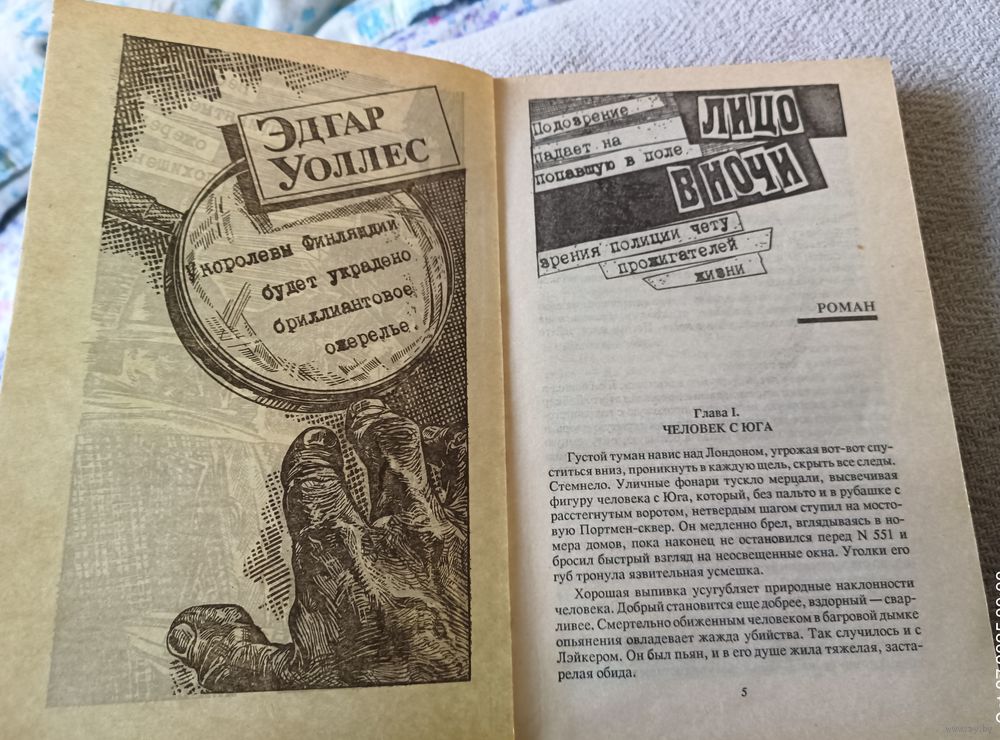 ЭДГАР
УОЛЛЕС
У королевы Финляндии
будет украдено
бриллиантовое
ожерелье
Подозрение
падает на
попавшую в поле
ЛИЦО
В НОЧИ
зрения полиции чету
прожигателей
жизни
РОМАН
Глава I.
ЧЕЛОВЕК С ЮГА
Густой туман навис над Лондоном, угрожая вот-вот спу-
ститься вниз, проникнуть в каждую щель, скрыть все следы.
Стемнело. Уличные фонари тускло мерцали, высвечивая
фигуру человека с Юга, который, без пальто и в рубашке с
расстегнутым воротом, нетвердым шагом ступил на мосто-
вую Портмен-сквер. Он медленно брел, вглядываясь в но-
мера домов, пока наконец не остановился перед N 551 и
бросил быстрый взгляд на неосвещенные окна. Уголки его
губ тронула язвительная усмешка.
Хорошая выпивка усугубляет природные наклонности
человека. Добрый становится еще добрее, вздорный — свар-
ливее. Смертельно обиженным человеком в багровой дымке
опьянения овладевает жажда убийства. Так случилось и с
Лэйкером. Он был пьян, и в его душе жила тяжелая, заста-
релая обида.
5